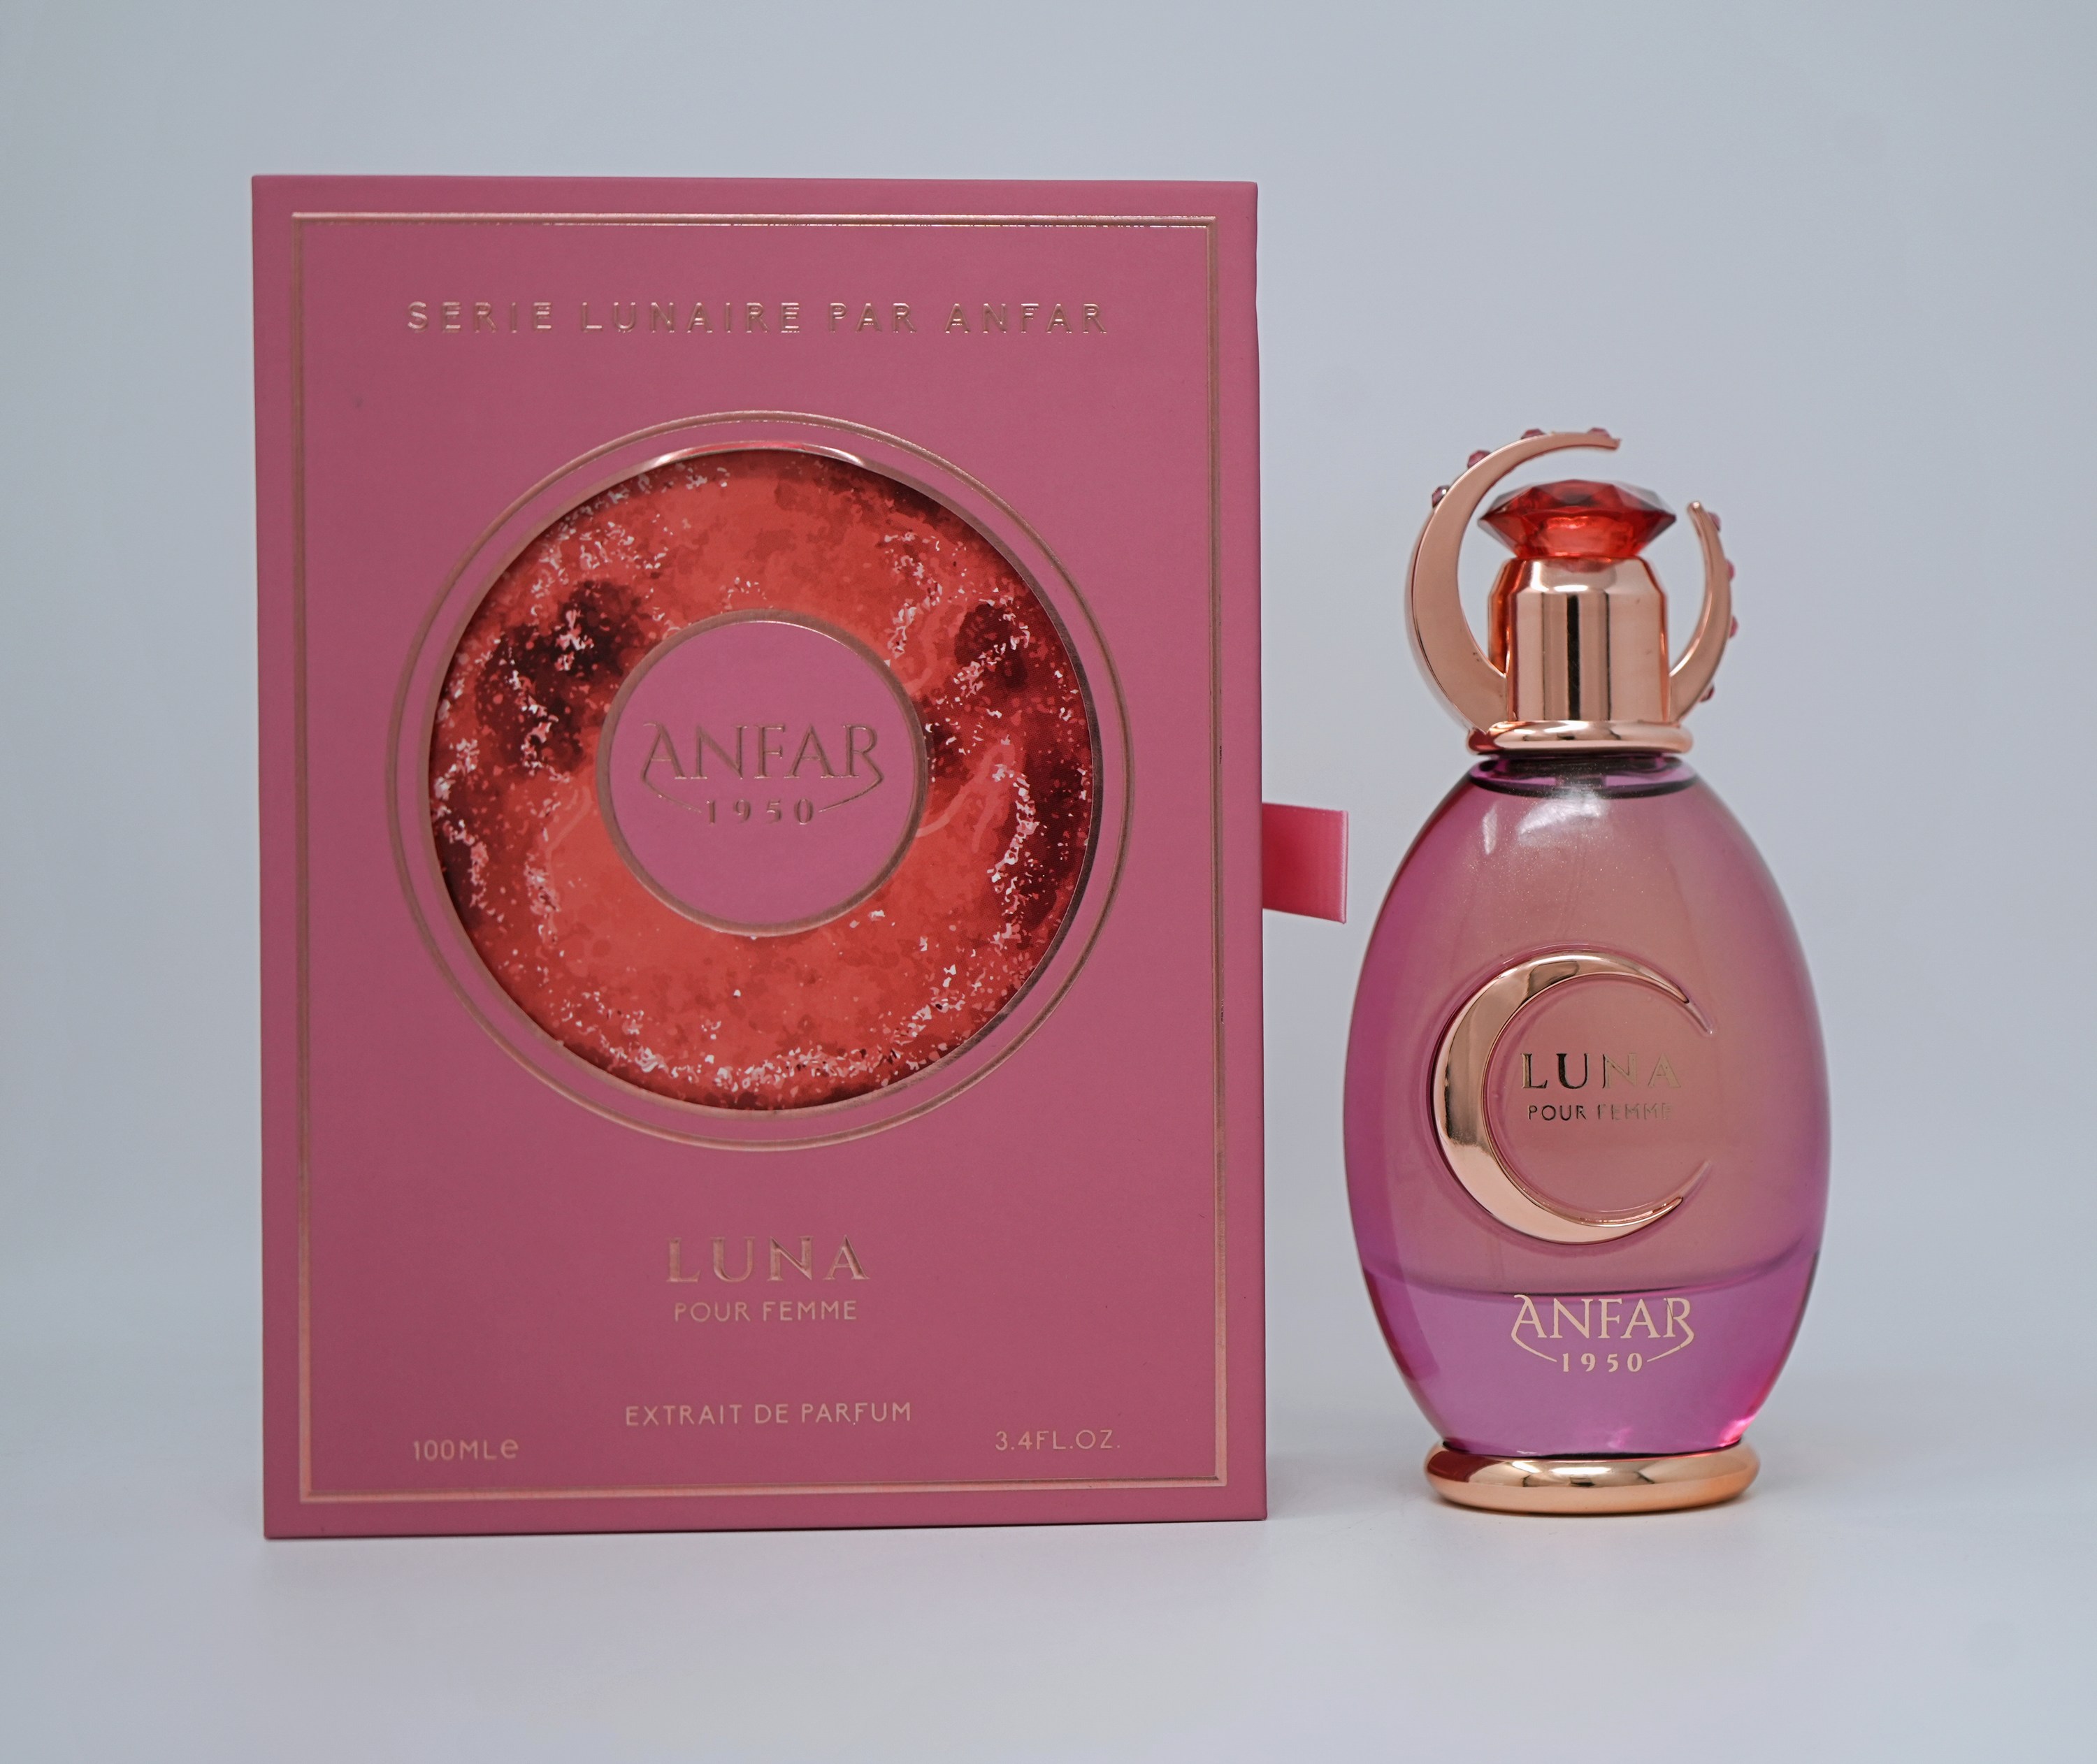 SERIE LUNAIRE PAR ANFAR
ANFAR
1950
LUNA
POUR FEMME
EXTRAIT DE PARFUM
100MLe
3.4FL.OZ.
LUNA
POUR FEMME
ANFAR
1950